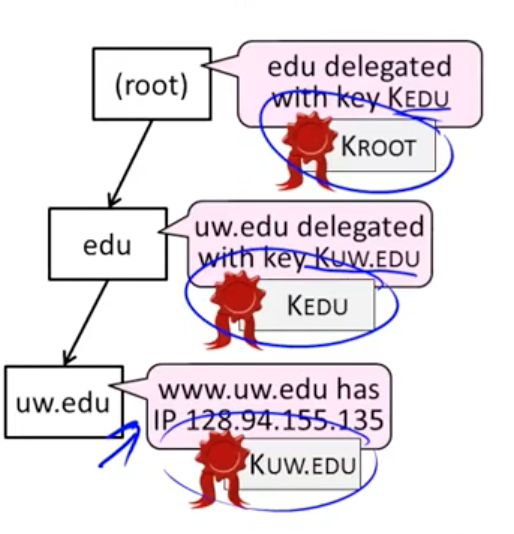 (root)
edu delegated
with key KEDU
KROOT
edu
uw.edu delegated
with key KUW.EDU
KEDU
uw.edu
www.uw.edu has
IP 128.94.155.135
KUW.EDU